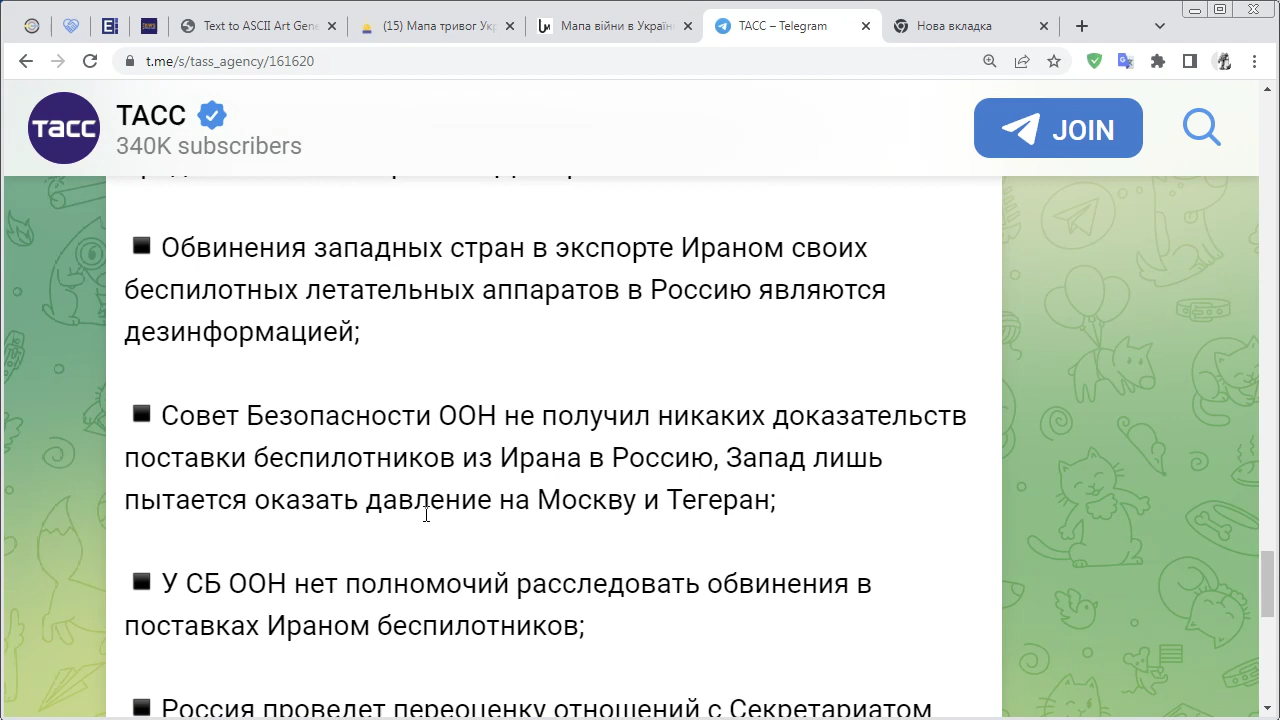 Text to ASCII Art Gene
(15) Мапа тривог Укр
Мапа війни в Україн
ТАСС – Telegram
Нова вкладка
t.me/s/tass_agency/161620
тасс
ТАСС
340K subscribers
JOIN
Обвинения западных стран в экспорте Ираном своих
беспилотных летательных аппаратов в Россию являются
дезинформацией;
Совет Безопасности ООН не получил никаких доказательств
поставки беспилотников из Ирана в Россию, Запад лишь
пытается оказать давление на Москву и Тегеран;
У СБ ООН нет полномочий расследовать обвинения в
поставках Ираном беспилотников;
Россия проведет переоценку отношений с Секретариатом